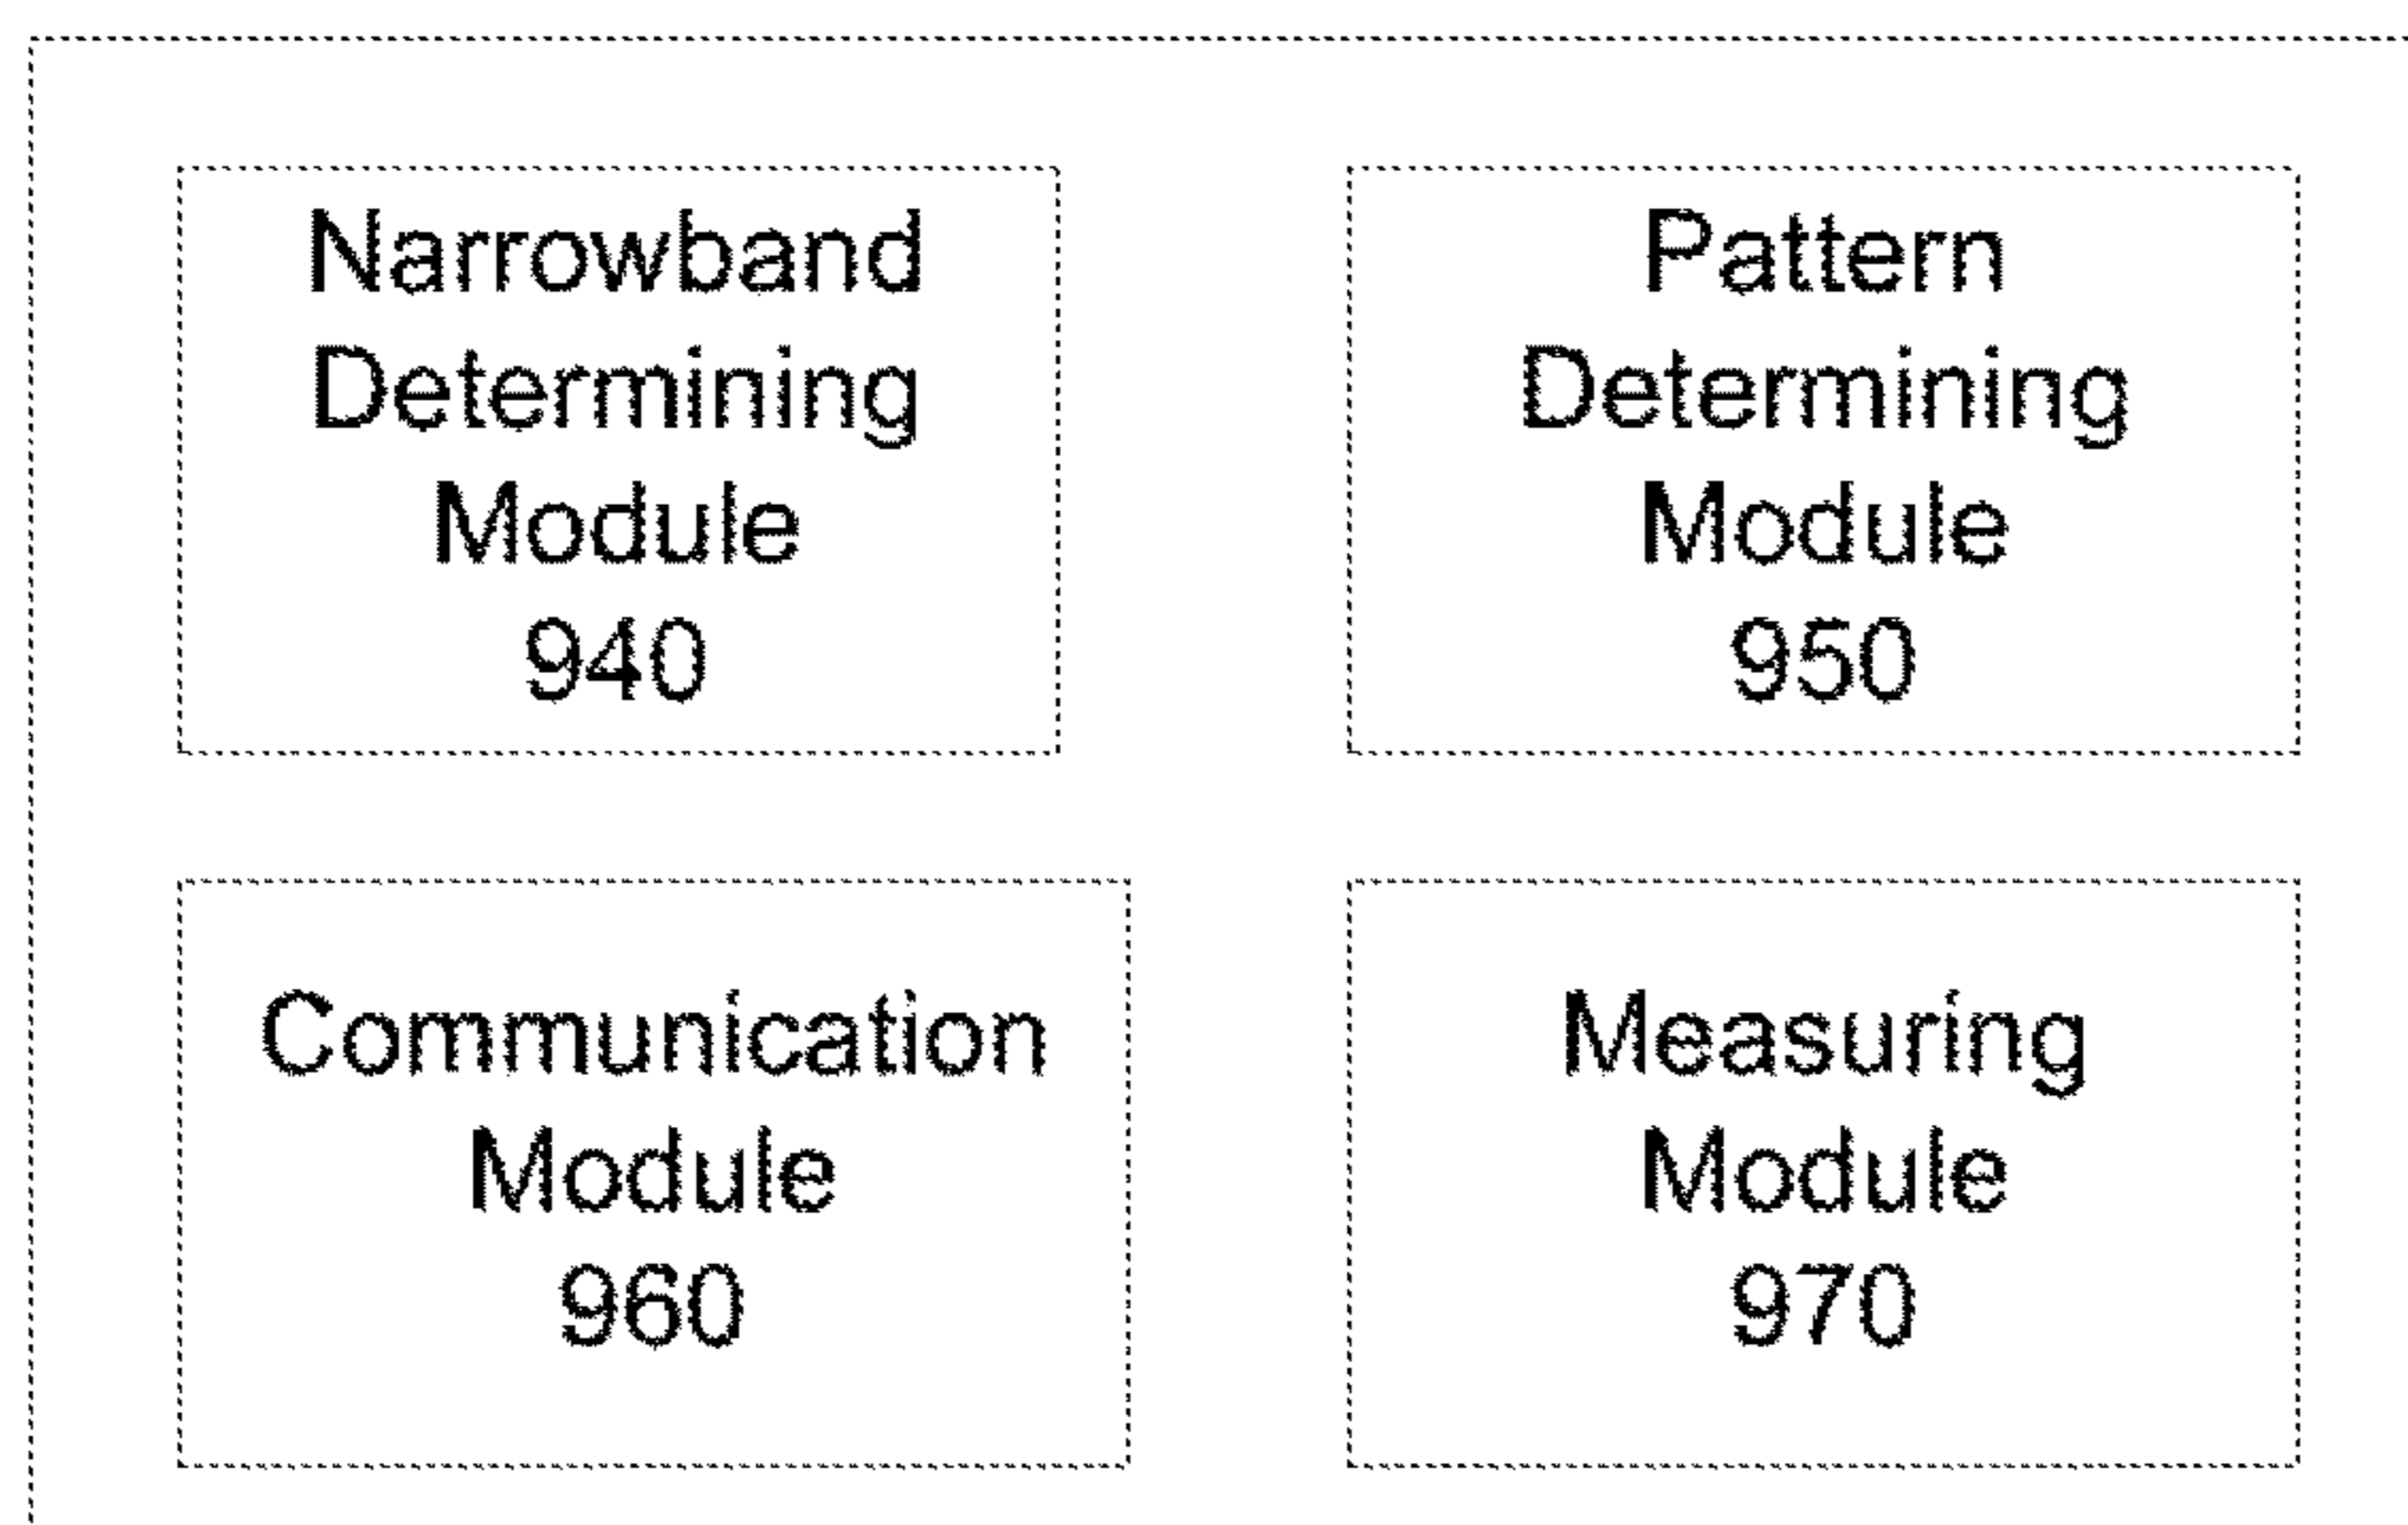 Narrowband
Determining
Module
940
Pattern
Determining
Module
950
Communication
Module
960
Measuring
Module
970